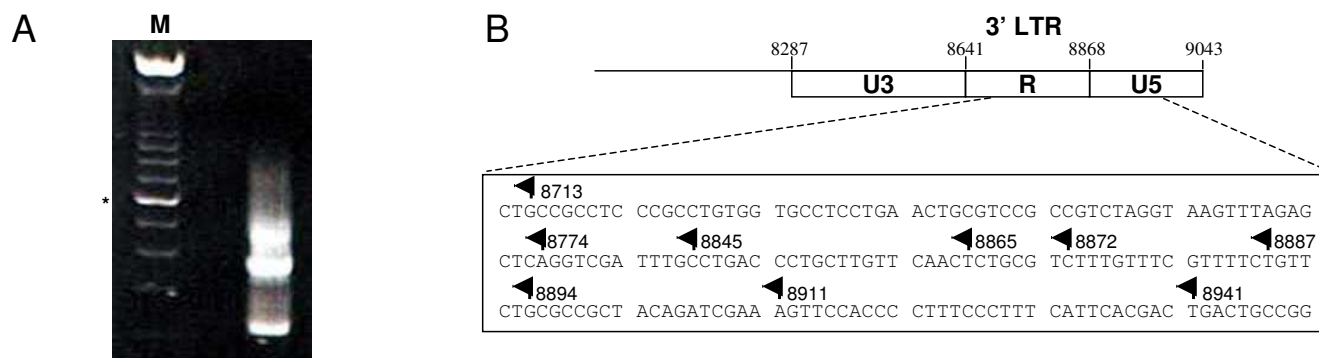 A
M
*
B
3' LTR
8287 8641 8868 9043
U3 R U5
8713
CTGCCGCCTC CCGCCTGTGG TGCCTCCTGA ACTGCGTCCG CCGTCTAGGT AAGTTTAGAG
8774 8845 8865 8872 8887
CTCAGGTCGA TTTGCCTGAC CCTGCTTGTT CAACTCTGCG TCTTTGTTTC GTTTTCTGTT
8894 8911 8941
CTGCGCCGCT ACAGATCGAA AGTTCCACCC CTTTCCCTTT CATTCACGAC TGACTGCCGG